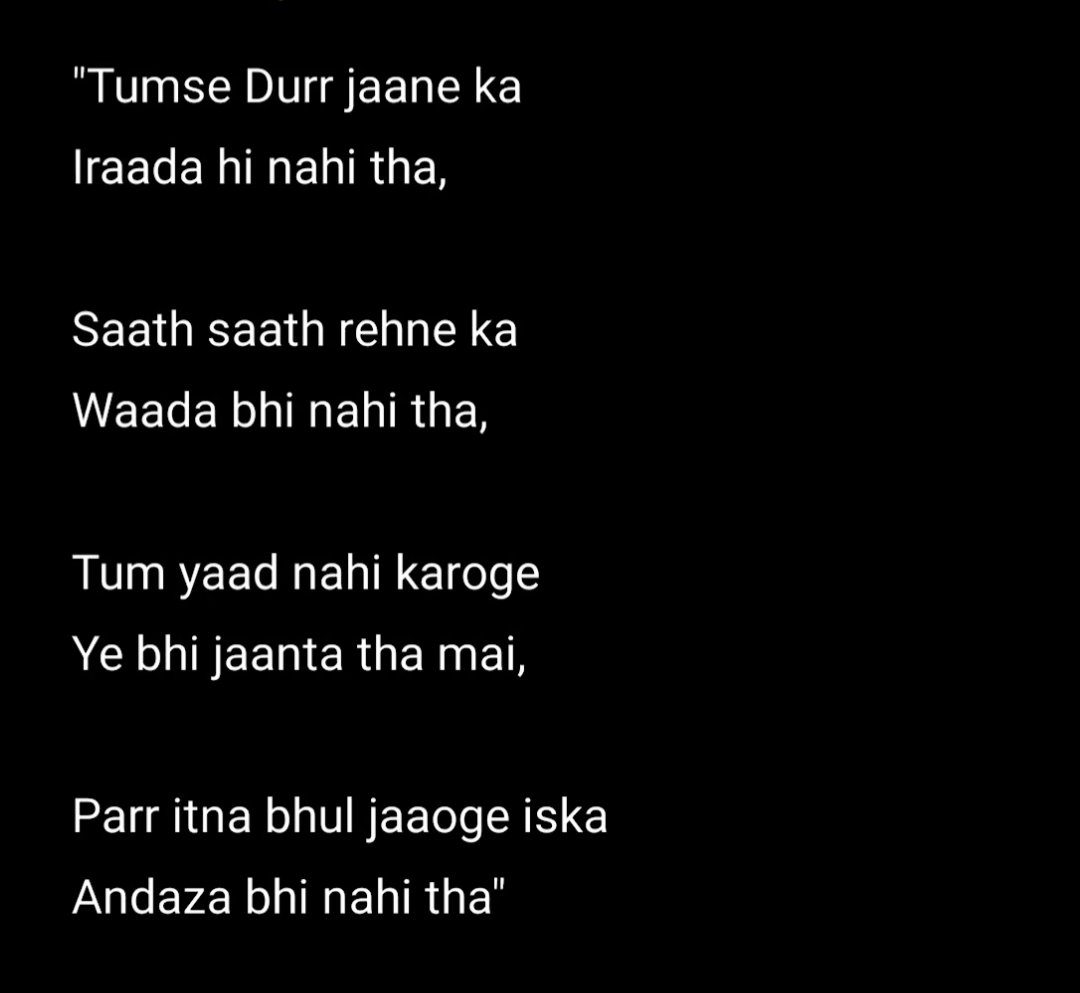 "Tumse Durr jaane ka
Iraada hi nahi tha,
Saath saath rehne ka
Waada bhi nahi tha,
Tum yaad nahi karoge
Ye bhi jaanta tha mai,
Parr itna bhul jaaoge iska
Andaza bhi nahi tha"